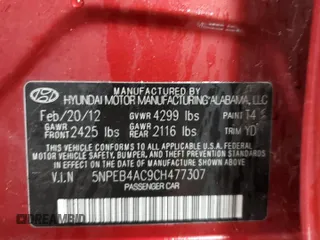 MANUFACTURED BY
HYUNDAI MOTOR MANUFACTURING ALABAMA, LLC
Feb/20/12 GVWR 4299 lbs PAINT T4
GAWR FRONT 2425 lbs GAWR REAR 2116 lbs TRIM YD
THIS VEHICLE CONFORMS TO ALL APPLICABLE
FEDERAL MOTOR VEHICLE SAFETY, BUMPER, AND
THEFT PREVENTION STANDARDS IN EFFECT ON
THE DATE OF MANUFACTURE SHOWN ABOVE.
V.I.N 5NPEB4AC9CH477307
PASSENGER CAR